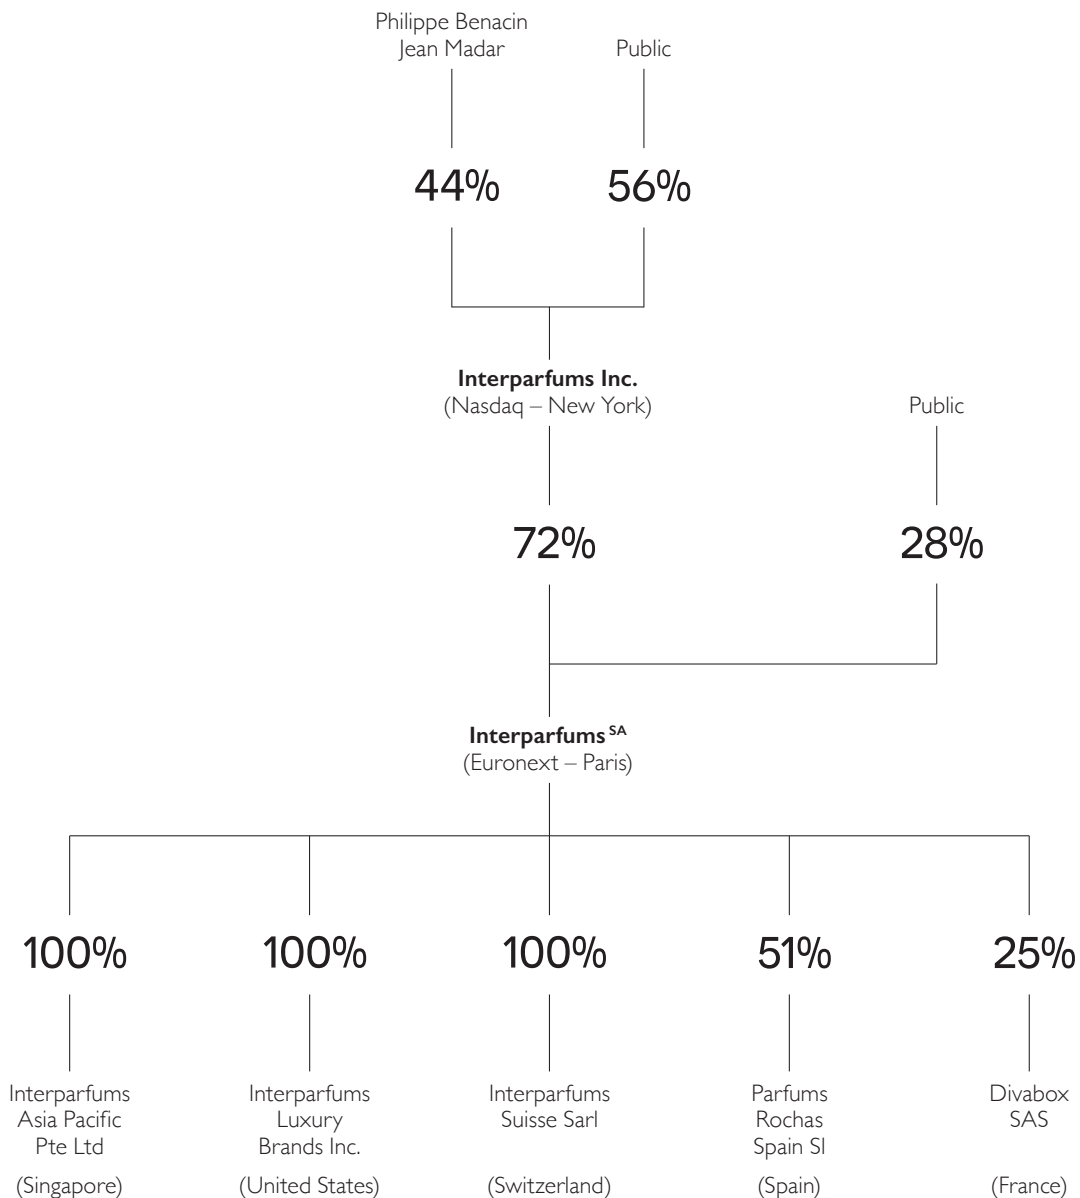 Philippe Benacin
Jean Madar
Public
44%
56%
Interparfums Inc.
(Nasdaq – New York)
Public
72%
28%
Interparfums SA
(Euronext – Paris)
100%
100%
100%
51%
25%
Interparfums
Asia Pacific
Pte Ltd
(Singapore)
Interparfums
Luxury
Brands Inc.
(United States)
Interparfums
Suisse Sarl
(Switzerland)
Parfums
Rochas
Spain Sl
(Spain)
Divabox
SAS
(France)